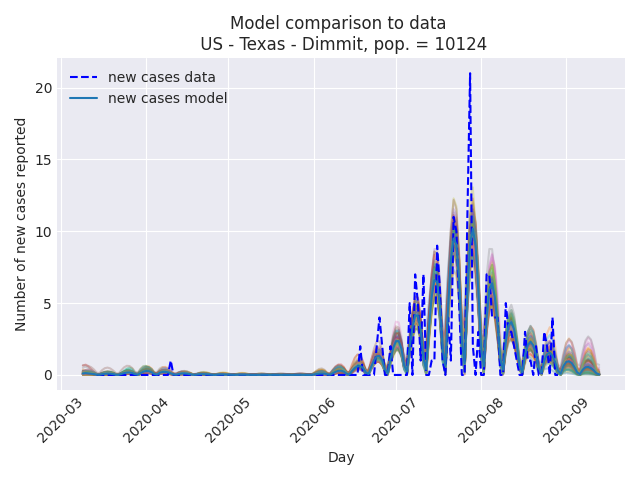 Model comparison to data
US - Texas - Dimmit, pop. = 10124
new cases data
new cases model
Number of new cases reported
20
15
10
5
0
2020-03
2020-04
2020-05
2020-06
2020-07
2020-08
2020-09
Day